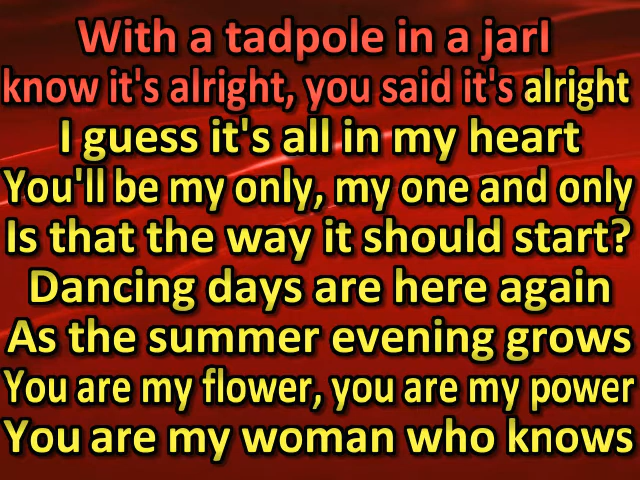 With a tadpole in a jarI
know it's alright, you said it's alright
I guess it's all in my heart
You'll be my only, my one and only
Is that the way it should start?
Dancing days are here again
As the summer evening grows
You are my flower, you are my power
You are my woman who knows